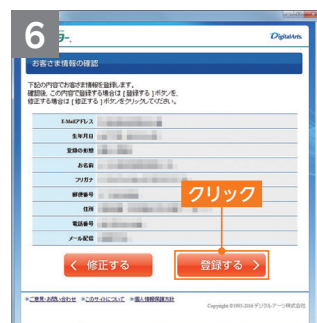 6
DigitalArts
お客さま情報の確認
下記の内容でお客さま情報を登録します。
確認後、この内容で登録する場合は [ 登録する ] ボタンを、
修正する場合は [ 修正する ] ボタンをクリックしてください。
E-Mailアドレス
生年月日
登録の形態
お名前
フリガナ
郵便番号
住所
電話番号
メール配信
クリック
修正する
登録する
ご意見・お問い合わせ このサイトについて 個人情報保護方針
Copyright ©1995-2016 デジタルアーツ株式会社